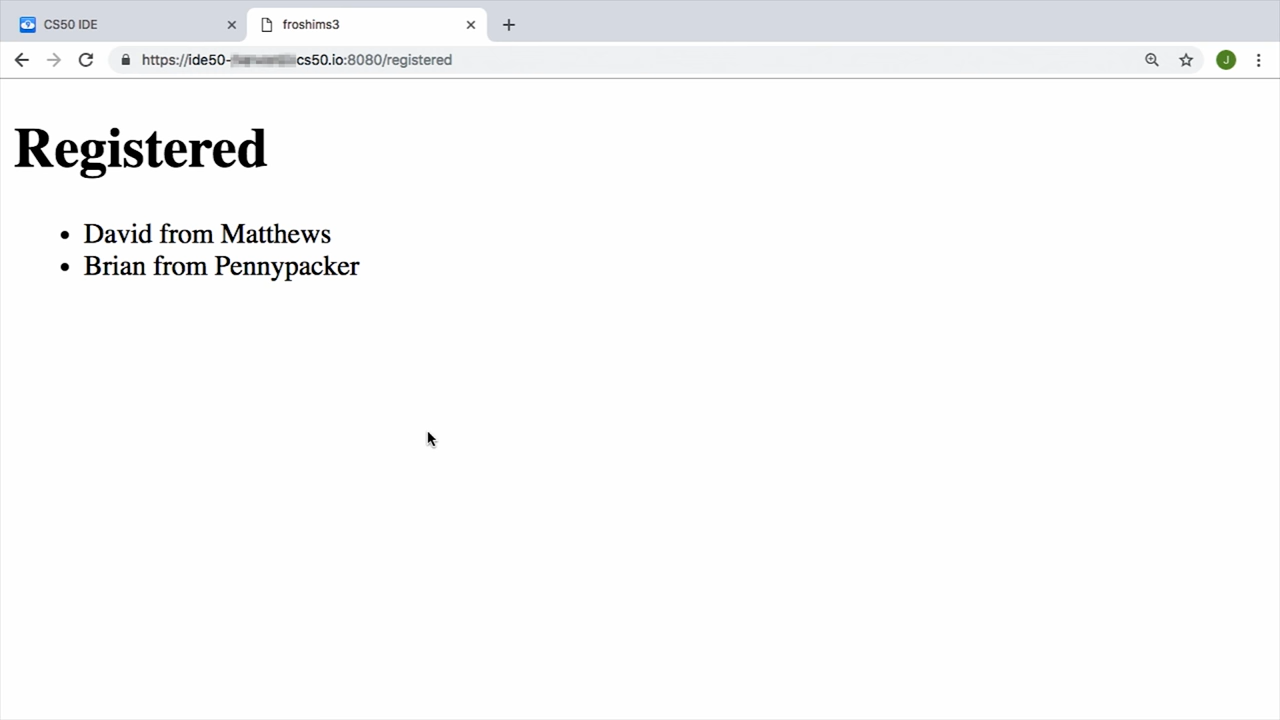 CS50 IDE
froshims3
https://ide50-
cs50.io:8080/registered
J
Registered
• David from Matthews
• Brian from Pennypacker